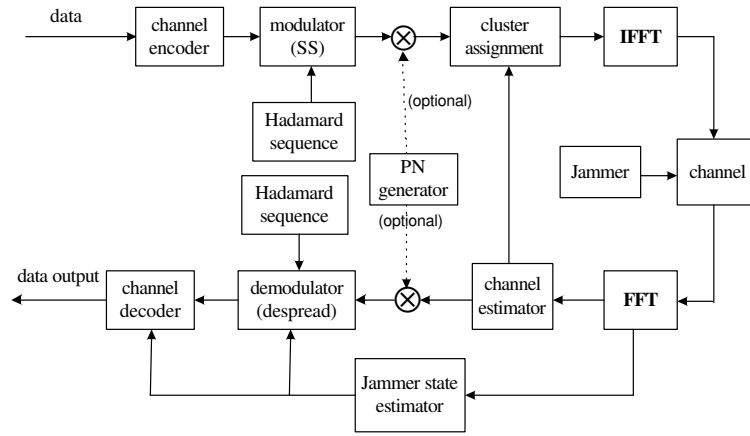 data
channel
encoder
modulator
(SS)
cluster
assignment
IFFT
(optional)
Hadamard
sequence
PN
generator
Jammer
channel
Hadamard
sequence
(optional)
data output
channel
decoder
demodulator
(despread)
channel
estimator
FFT
Jammer state
estimator